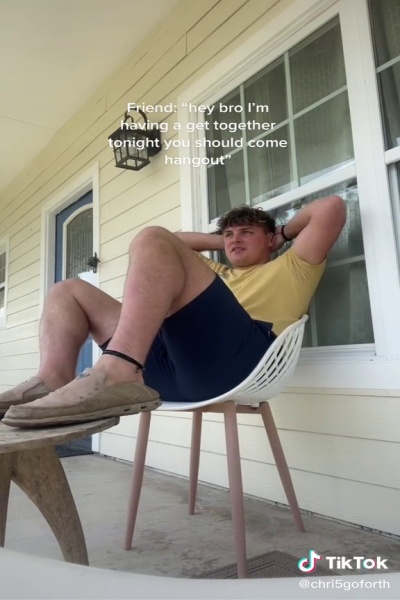 Friend: “hey bro I’m
having a get together
tonight you should come
hangout”
TikTok
@chri5goforth